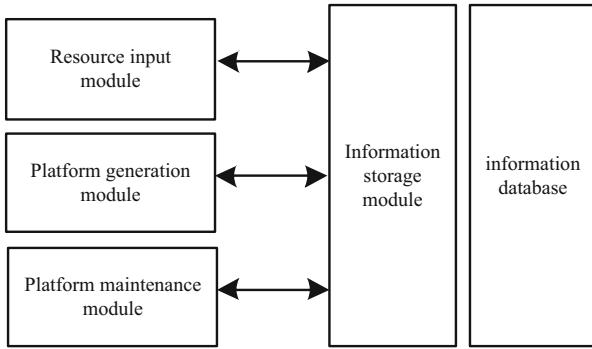 Resource input
module
Platform generation
module
Platform maintenance
module
Information
storage
module
information
database